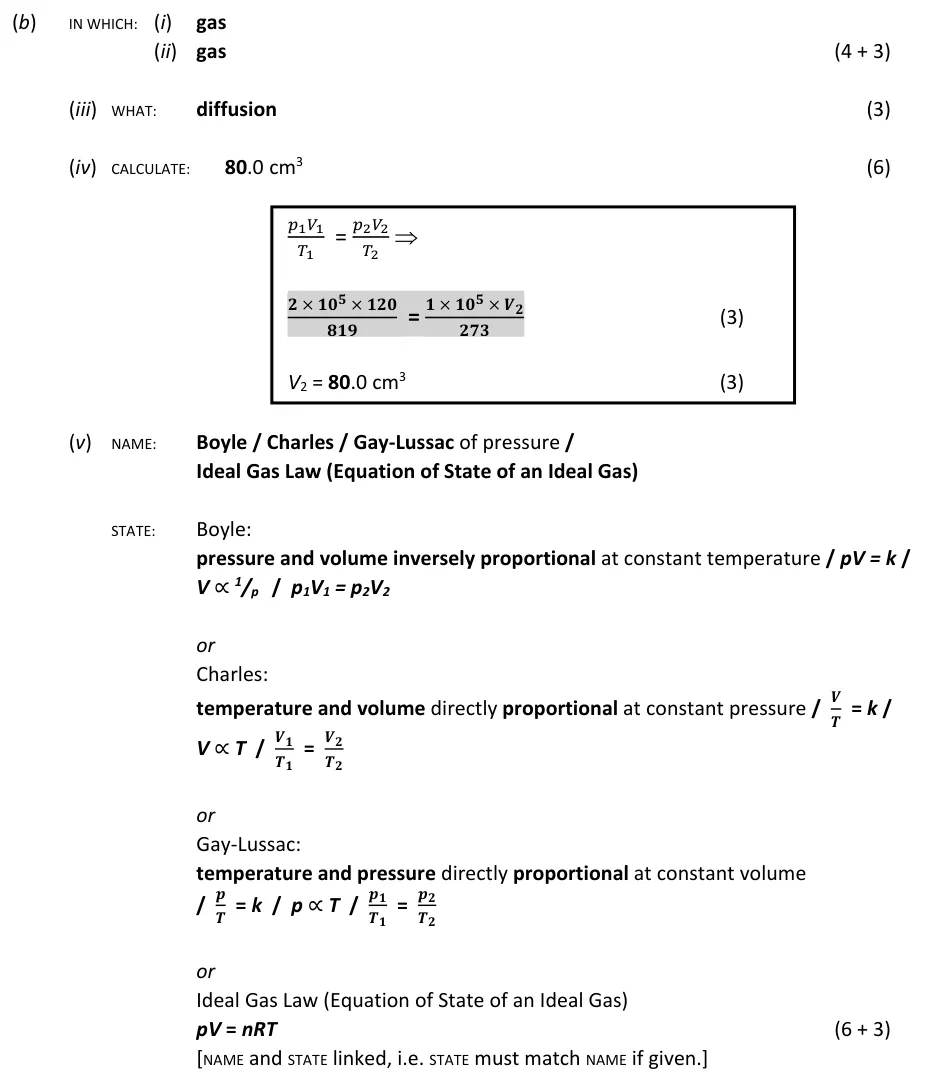 (b) IN WHICH: (i) gas
(ii) gas (4 + 3)
(iii) WHAT: diffusion (3)
(iv) CALCULATE: 80.0 cm³ (6)
p₁V₁/T₁ = p₂V₂/T₂ ⇒
2 × 10⁵ × 120/819 = 1 × 10⁵ × V₂/273 (3)
V₂ = 80.0 cm³ (3)
(v) NAME: Boyle / Charles / Gay-Lussac of pressure /
Ideal Gas Law (Equation of State of an Ideal Gas)
STATE: Boyle:
pressure and volume inversely proportional at constant temperature / pV = k /
V ∝ ¹/ₚ / p₁V₁ = p₂V₂
or
Charles:
temperature and volume directly proportional at constant pressure / V/T = k /
V ∝ T / V₁/T₁ = V₂/T₂
or
Gay-Lussac:
temperature and pressure directly proportional at constant volume
/ p/T = k / p ∝ T / p₁/T₁ = p₂/T₂
or
Ideal Gas Law (Equation of State of an Ideal Gas)
pV = nRT (6 + 3)
[NAME and STATE linked, i.e. STATE must match NAME if given.]